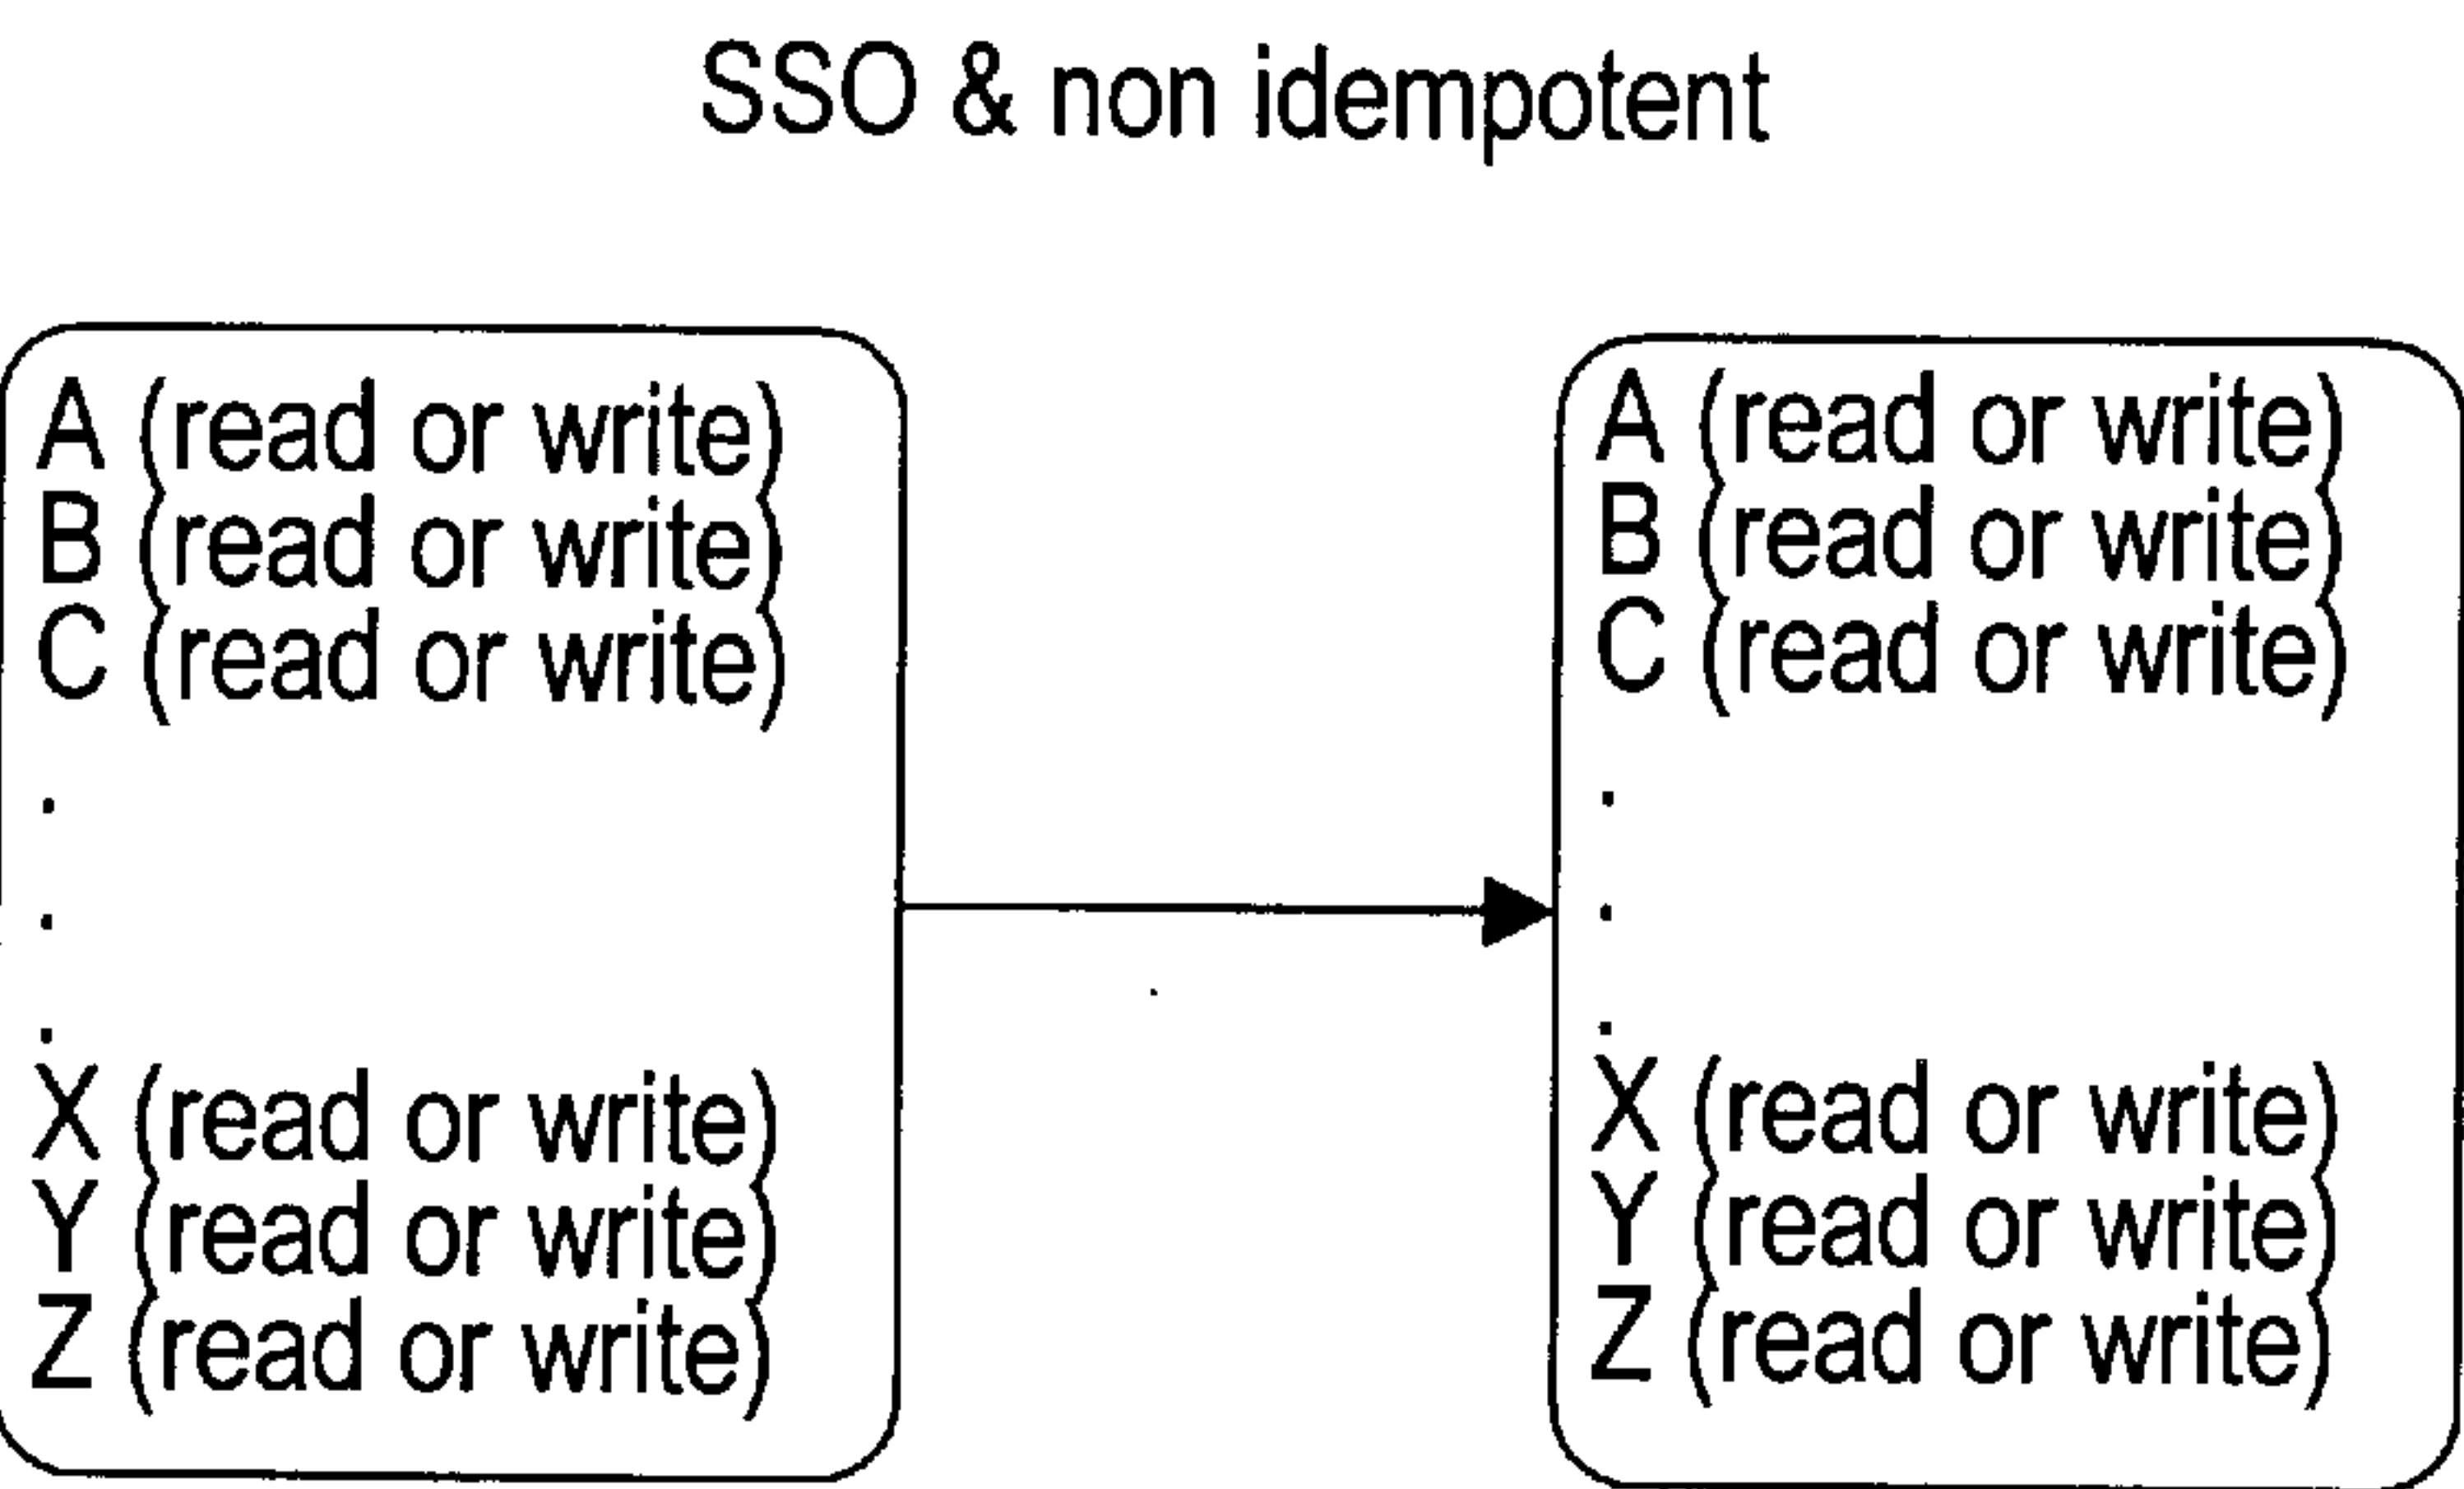 SSO & non idempotent
A (read or write)
B (read or write)
C (read or write)
.
.
.
X (read or write)
Y (read or write)
Z (read or write)
A (read or write)
B (read or write)
C (read or write)
.
.
.
X (read or write)
Y (read or write)
Z (read or write)